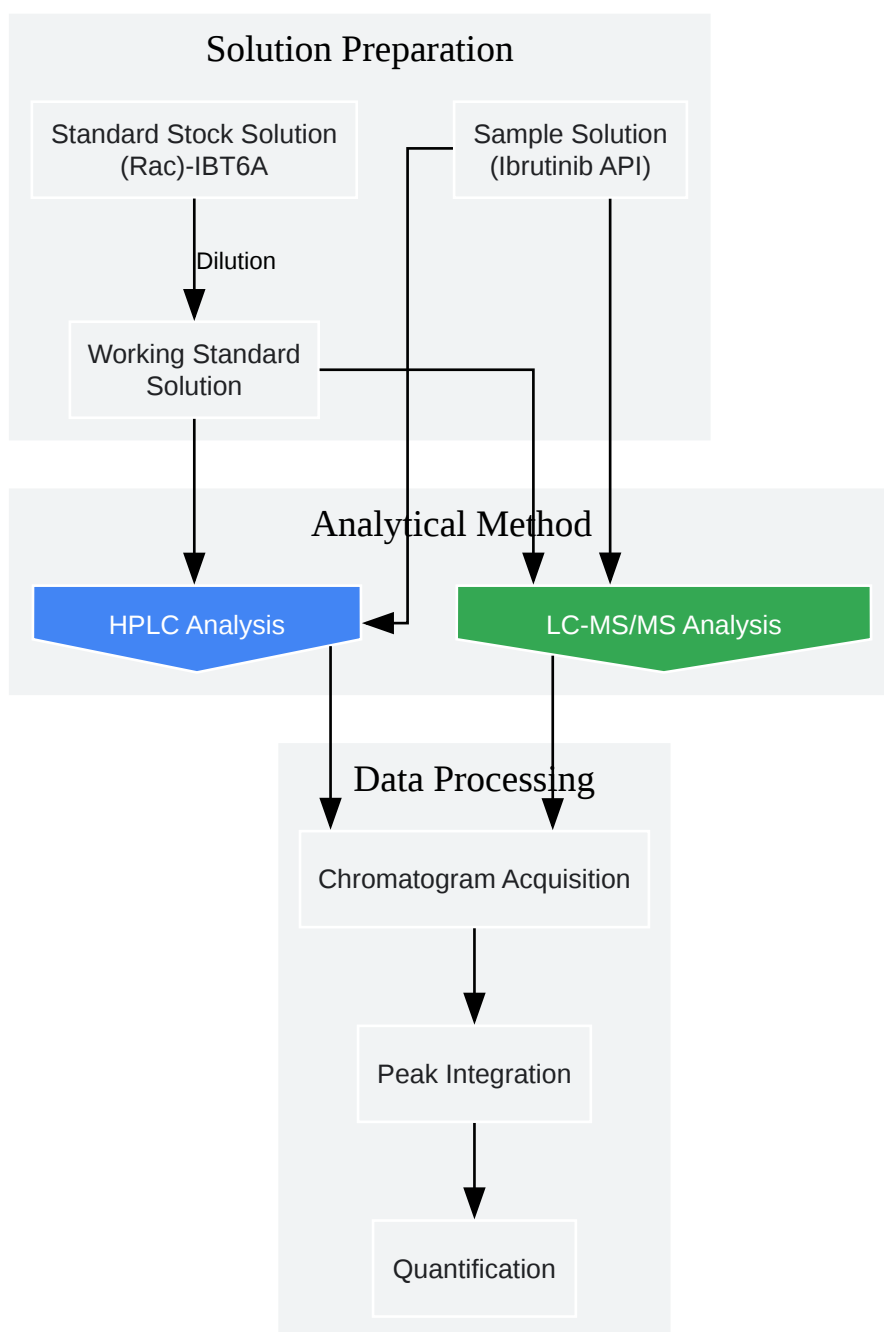 Solution Preparation
Standard Stock Solution
(Rac)-IBT6A
Sample Solution
(Ibrutinib API)
Dilution
Working Standard
Solution
Analytical Method
HPLC Analysis
LC-MS/MS Analysis
Data Processing
Chromatogram Acquisition
Peak Integration
Quantification